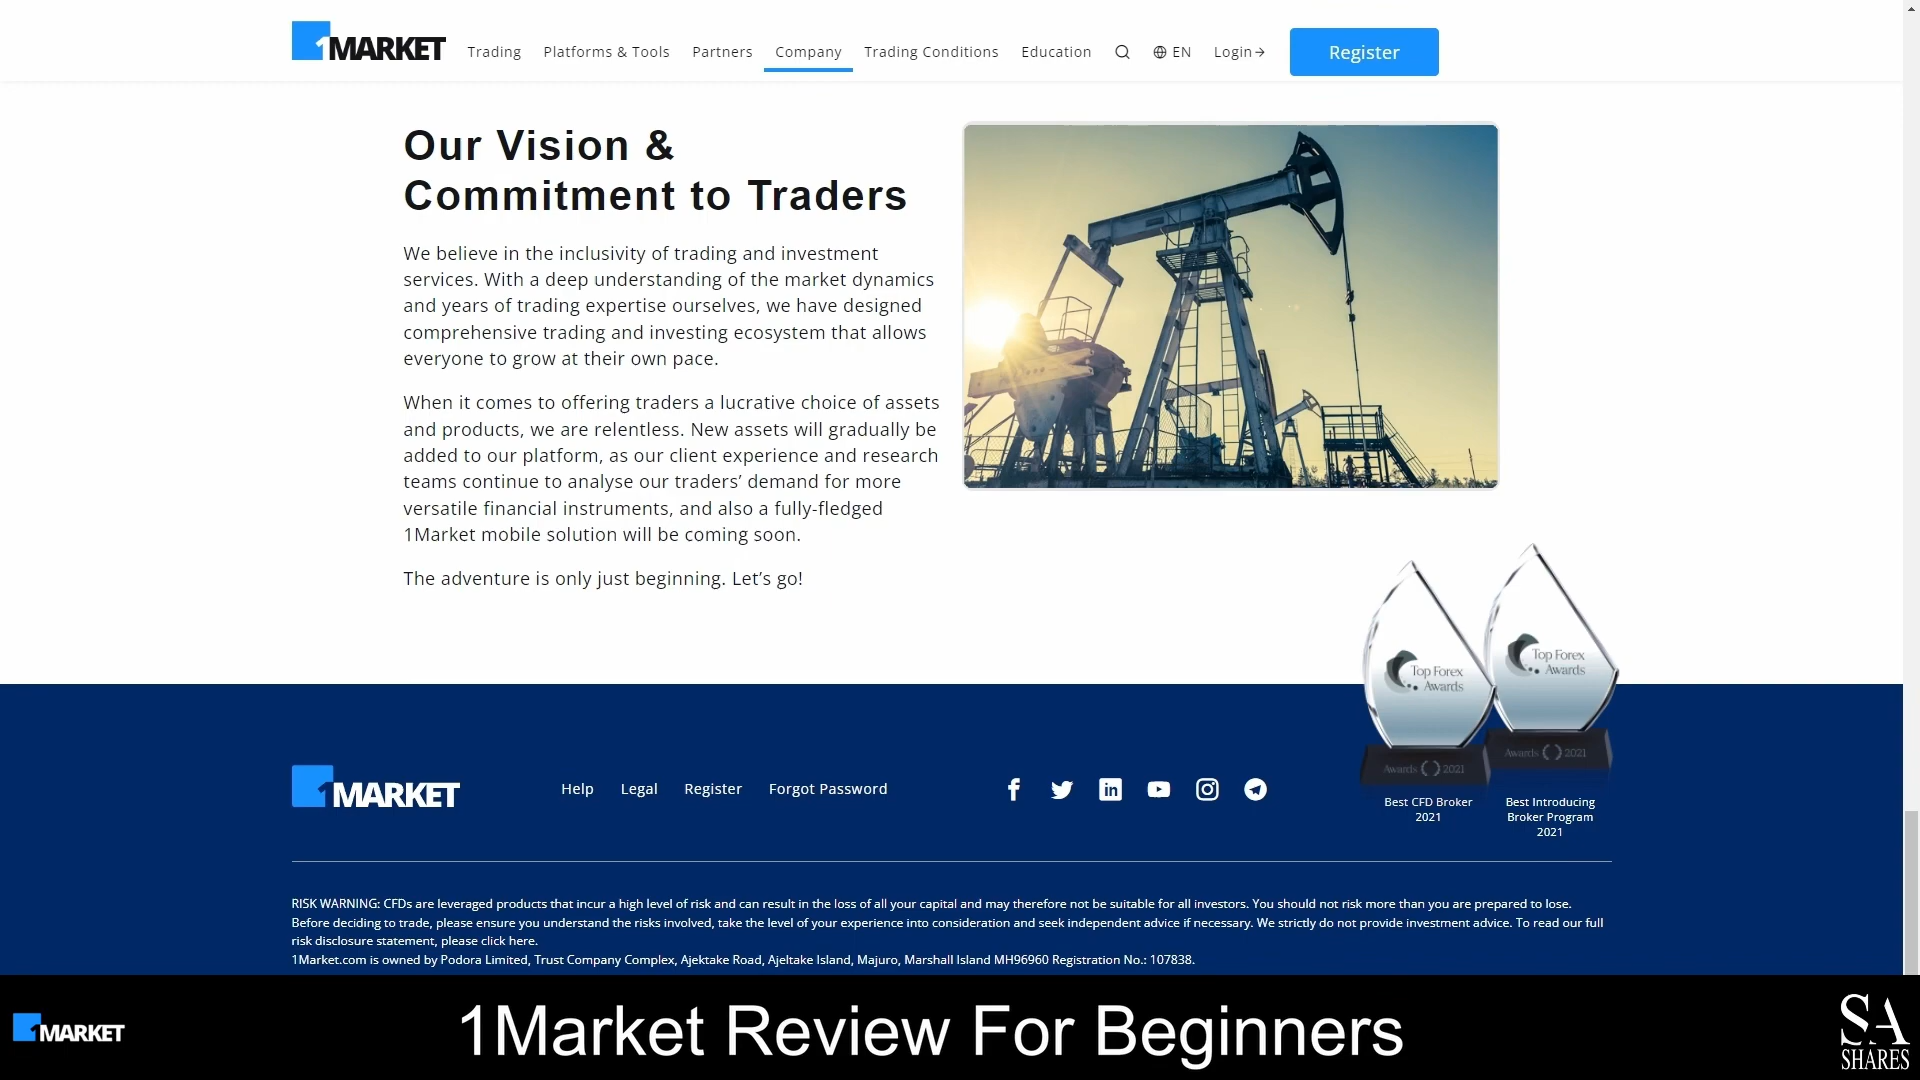 1MARKET
Trading Platforms & Tools Partners Company Trading Conditions Education EN Login Register
Our Vision &
Commitment to Traders
We believe in the inclusivity of trading and investment
services. With a deep understanding of the market dynamics
and years of trading expertise ourselves, we have designed
comprehensive trading and investing ecosystem that allows
everyone to grow at their own pace.
When it comes to offering traders a lucrative choice of assets
and products, we are relentless. New assets will gradually be
added to our platform, as our client experience and research
teams continue to analyse our traders’ demand for more
versatile financial instruments, and also a fully-fledged
1Market mobile solution will be coming soon.
The adventure is only just beginning. Let’s go!
Top Forex
Awards
Awards 2021
Top Forex
Awards
Awards 2021
1MARKET
Help Legal Register Forgot Password
Best CFD Broker
2021
Best Introducing
Broker Program
2021
RISK WARNING: CFDs are leveraged products that incur a high level of risk and can result in the loss of all your capital and may therefore not be suitable for all investors. You should not risk more than you are prepared to lose.
Before deciding to trade, please ensure you understand the risks involved, take the level of your experience into consideration and seek independent advice if necessary. We strictly do not provide investment advice. To read our full
risk disclosure statement, please click here.
1Market.com is owned by Podora Limited, Trust Company Complex, Ajektake Road, Ajeltake Island, Majuro, Marshall Island MH96960 Registration No.: 107838.
1MARKET
1Market Review For Beginners
SA
SHARES